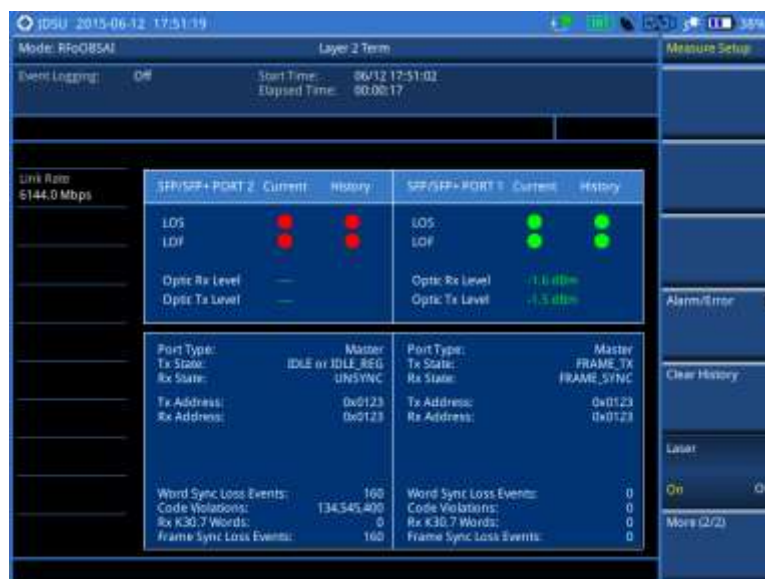 JDSU 2015-06-12 17:51:19
38%
Mode: RFoOBSAI
Layer 2 Term
Measure Setup
Event Logging: Off
Start Time: 06/12 17:51:02
Elapsed Time: 00:00:17
Link Rate
6144.0 Mbps
SFP/SFP+ PORT 2 Current History
LOS
LOF
Optic Rx Level ---
Optic Tx Level ---
SFP/SFP+ PORT 1 Current History
LOS
LOF
Optic Rx Level -1.6 dBm
Optic Tx Level -1.5 dBm
Port Type: Master
Tx State: IDLE or IDLE_REG
Rx State: UNSYNC
Tx Address: 0x0123
Rx Address: 0x0123
Word Sync Loss Events: 160
Code Violations: 134,545,400
Rx K30.7 Words: 0
Frame Sync Loss Events: 160
Port Type: Master
Tx State: FRAME_TX
Rx State: FRAME_SYNC
Tx Address: 0x0123
Rx Address: 0x0123
Word Sync Loss Events: 0
Code Violations: 0
Rx K30.7 Words: 0
Frame Sync Loss Events: 0
Alarm/Error
Clear History
Laser
On O
More (2/2)